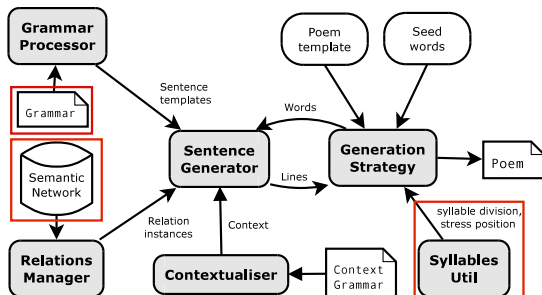 Grammar
Processor
Poem
template
Seed
words
Sentence
templates
Grammar
Words
Sentence
Generator
Generation
Strategy
Poem
Semantic
Network
Lines
Relation
instances
Context
syllable division,
stress position
Relations
Manager
Contextualiser
Context
Grammar
Syllables
Util